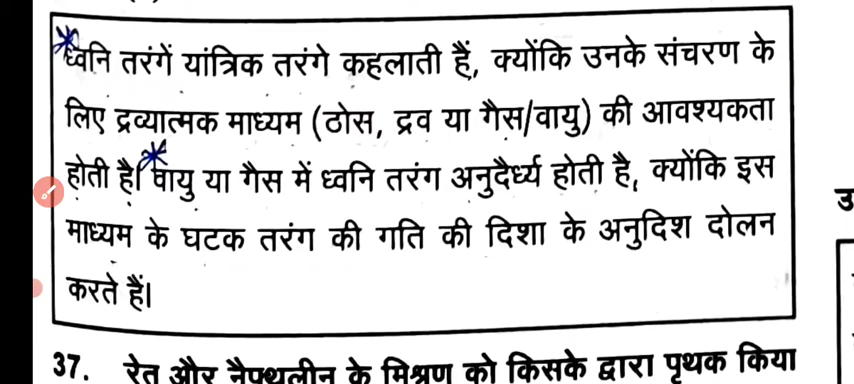 ध्वनि तरंगें यांत्रिक तरंगे कहलाती हैं, क्योंकि उनके संचरण के
लिए द्रव्यात्मक माध्यम (ठोस, द्रव या गैस/वायु) की आवश्यकता
होती है। वायु या गैस में ध्वनि तरंग अनुदैर्ध्य होती है, क्योंकि इस
माध्यम के घटक तरंग की गति की दिशा के अनुदिश दोलन
करते हैं।
37. रेत और नैफ्थलीन के मिश्रण को किसके द्वारा पृथक किया